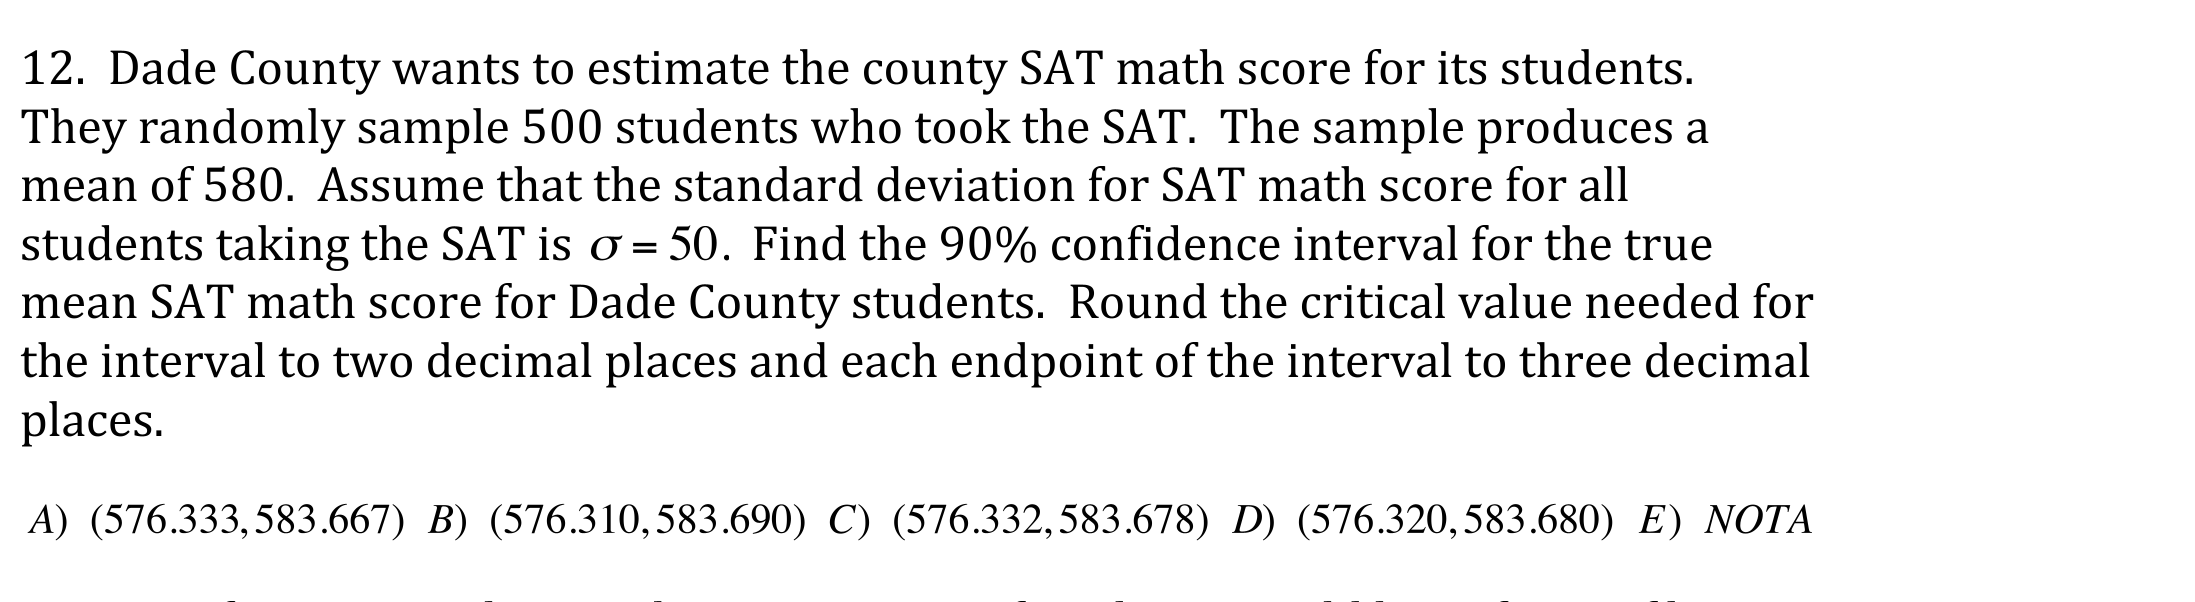 12.  Dade County wants to estimate the county SAT math score for its students.
They randomly sample 500 students who took the SAT.  The sample produces a
mean of 580.  Assume that the standard deviation for SAT math score for all
students taking the SAT is σ = 50.  Find the 90% confidence interval for the true
mean SAT math score for Dade County students.  Round the critical value needed for
the interval to two decimal places and each endpoint of the interval to three decimal
places.
A) (576.333,583.667) B) (576.310,583.690) C) (576.332,583.678) D) (576.320,583.680) E) NOTA